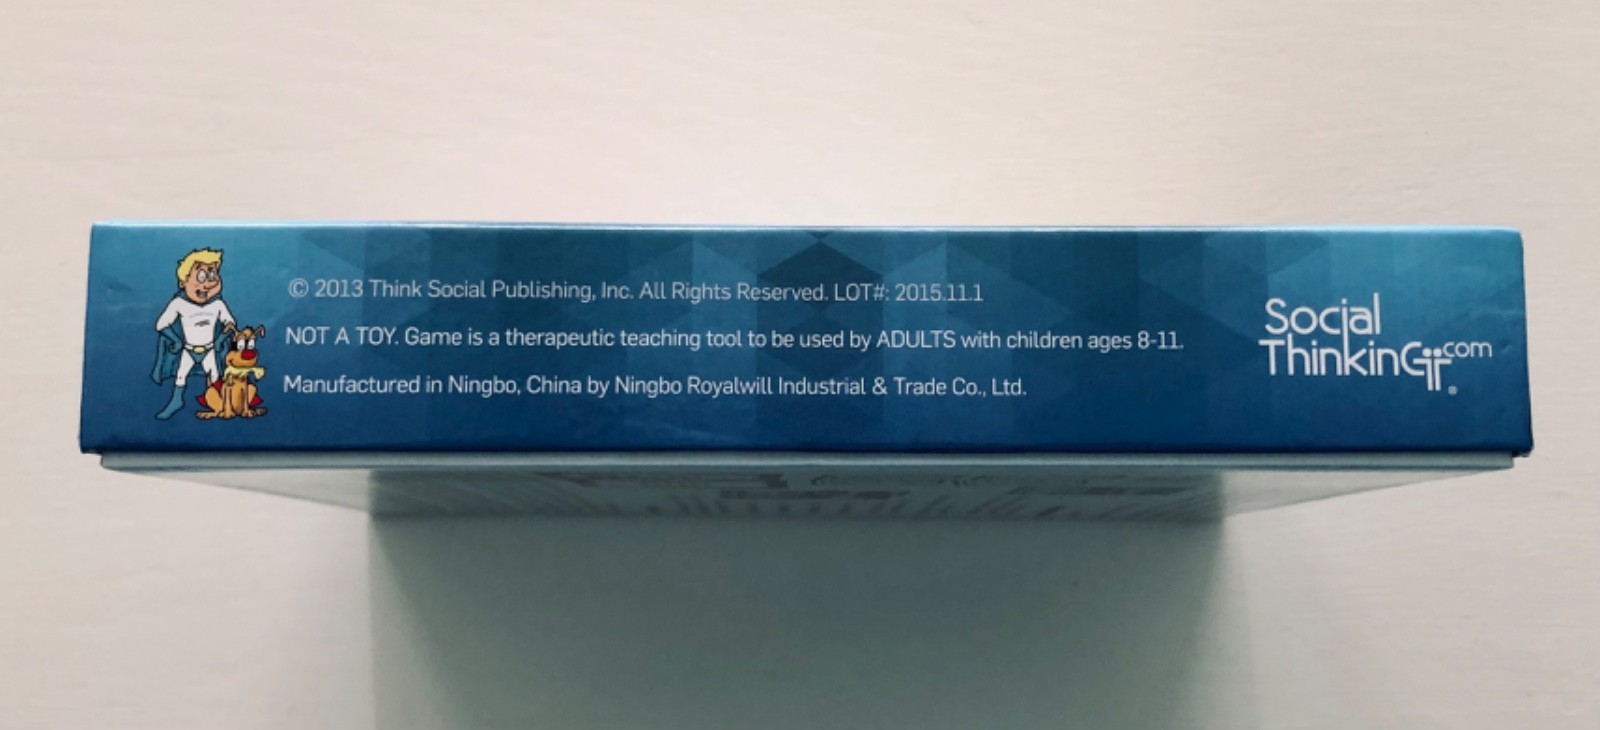 © 2013 Think Social Publishing, Inc. All Rights Reserved. LOT#: 2015.11.1
NOT A TOY. Game is a therapeutic teaching tool to be used by ADULTS with children ages 8-11.
Manufactured in Ningbo, China by Ningbo Royalwill Industrial & Trade Co., Ltd.
Social
Thinking.com®